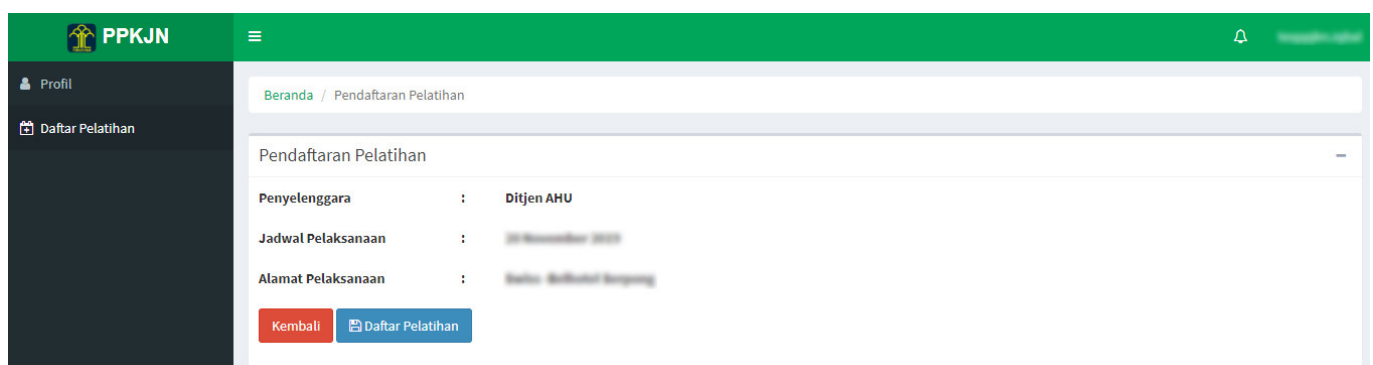 PPKJN
Profil
Daftar Pelatihan
Beranda / Pendaftaran Pelatihan
Pendaftaran Pelatihan
Penyelenggara : Ditjen AHU
Jadwal Pelaksanaan :
Alamat Pelaksanaan :
Kembali Daftar Pelatihan